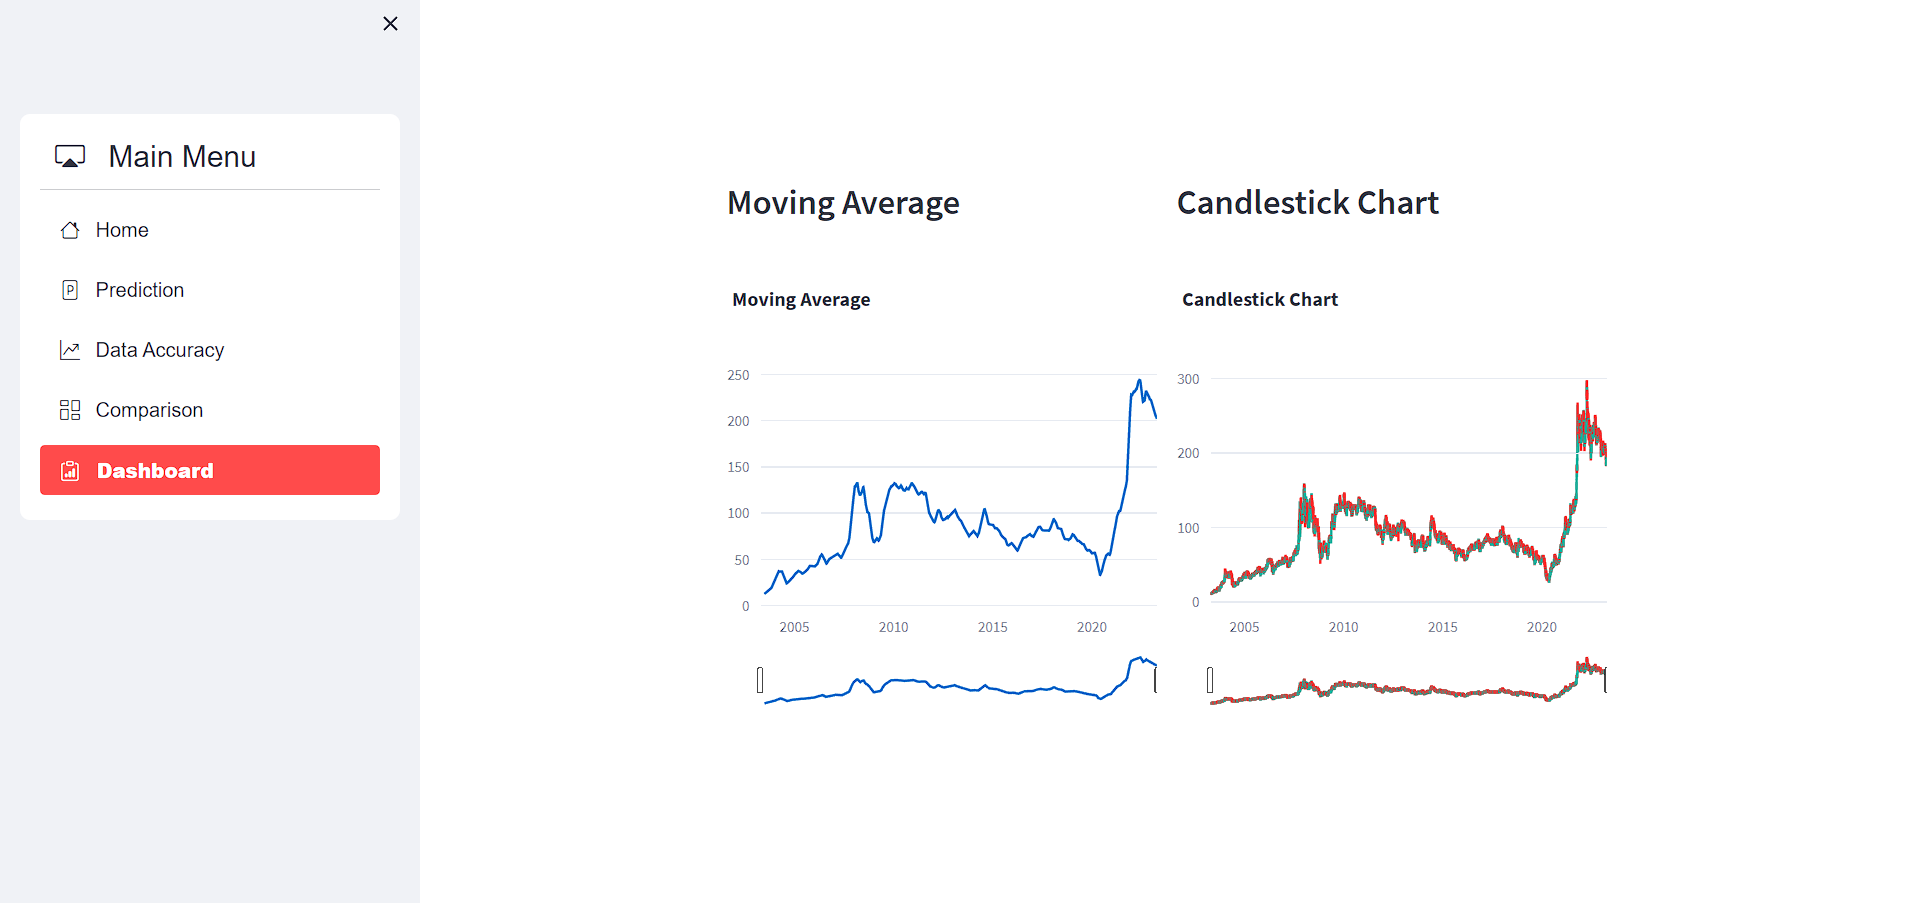 Main Menu
Home
P
Prediction
Data Accuracy
Comparison
Dashboard
Moving Average
Candlestick Chart
Moving Average
250
200
150
100
50
0
2005 2010 2015 2020
Candlestick Chart
300
200
100
0
2005 2010 2015 2020